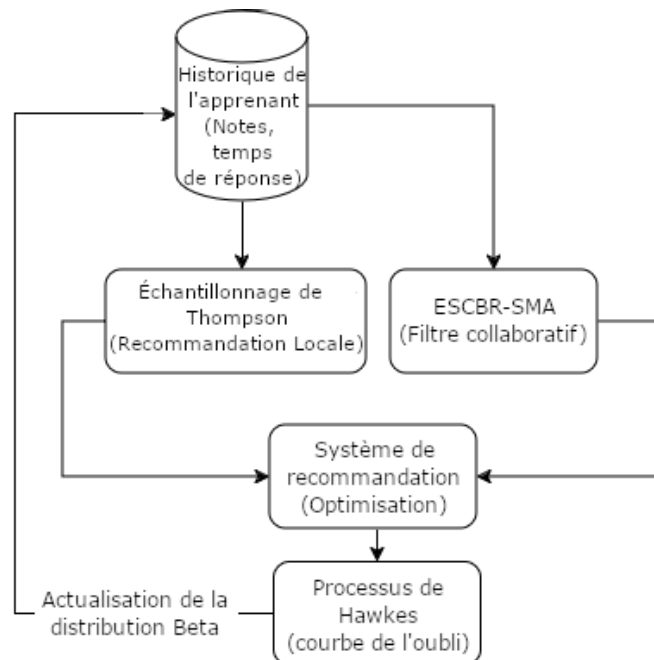 Historique de
l'apprenant
(Notes,
temps
de réponse)
Échantillonnage de
Thompson
(Recommandation Locale)
ESCBR-SMA
(Filtre collaboratif)
Système de
recommandation
(Optimisation)
Processus de
Hawkes
(courbe de l'oubli)
Actualisation de la
distribution Beta